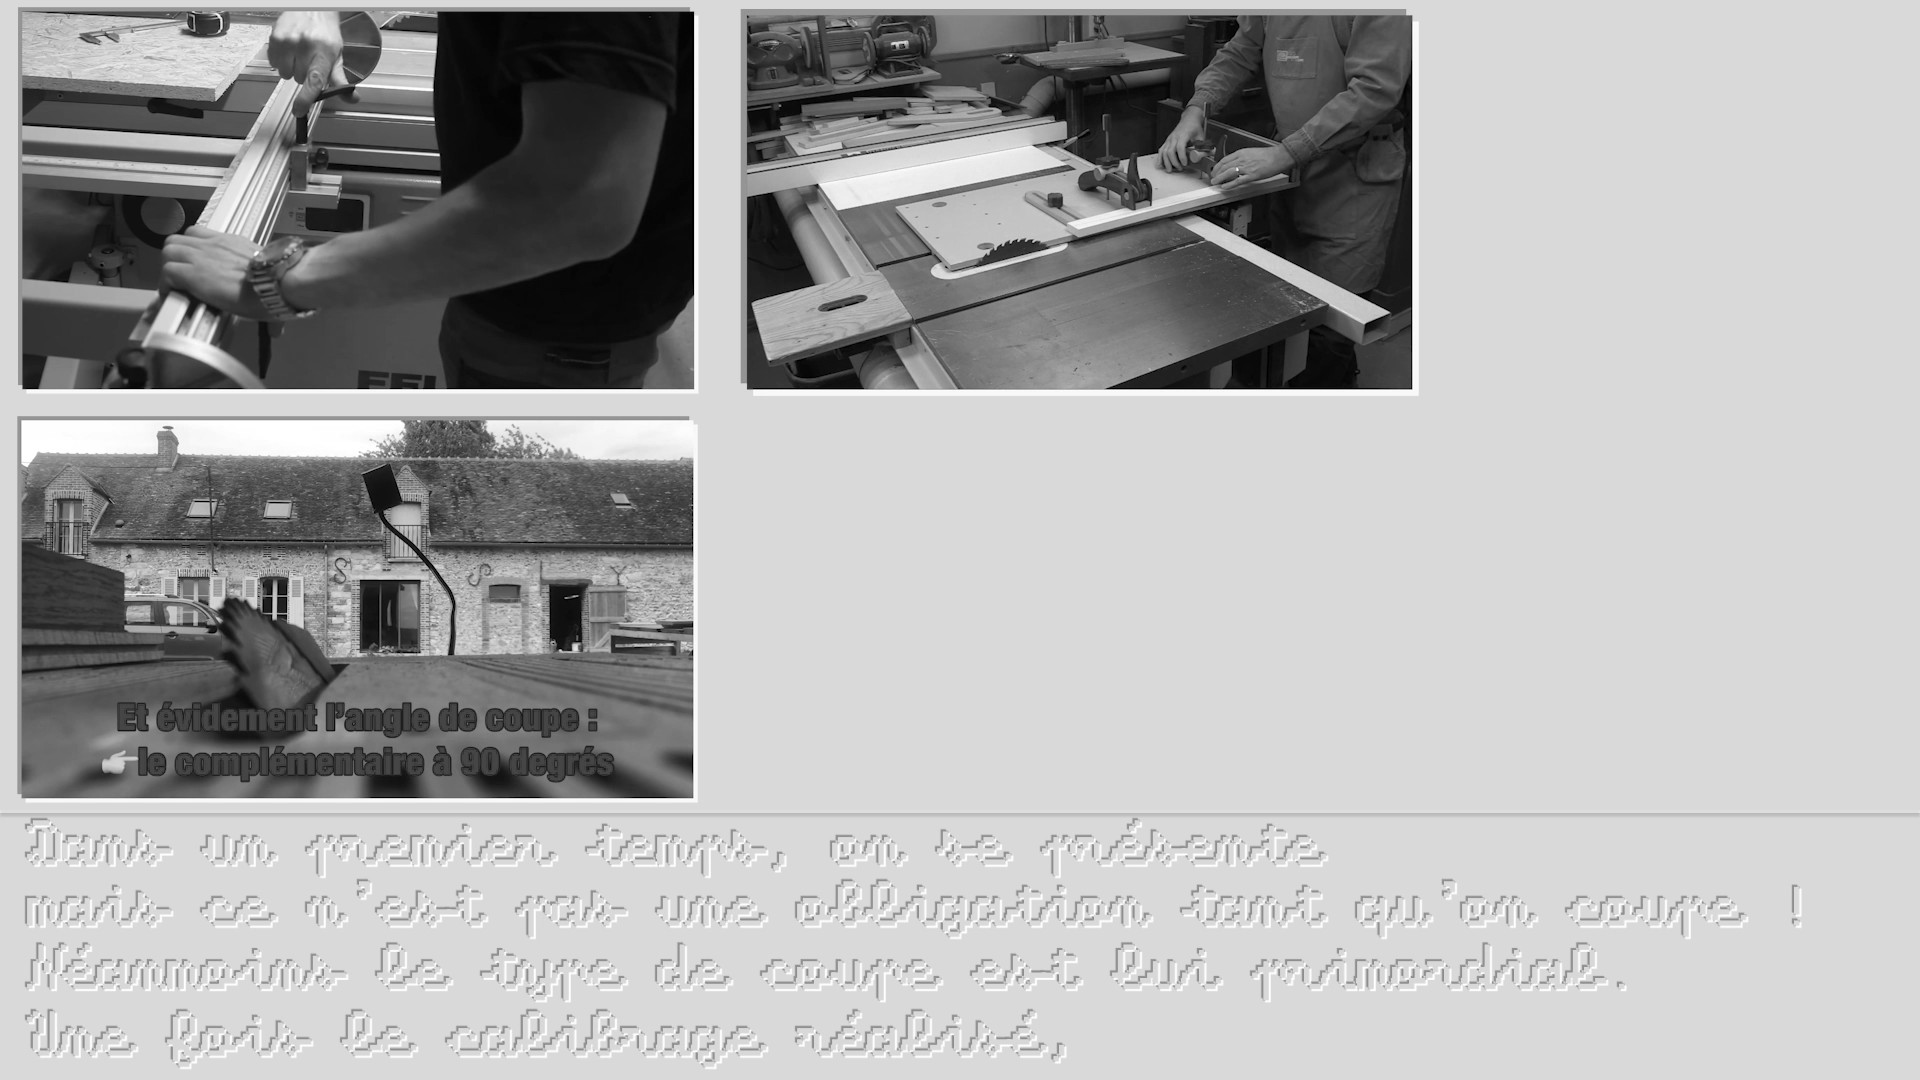 Et évidement l'angle de coupe :
👉le complémentaire à 90 degrés
Dans un premier temps, on se présente
mais ce n'est pas une obligation tant qu'on coupe !
Néanmoins le type de coupe est lui primordial.
Une fois le calibrage réalisé,